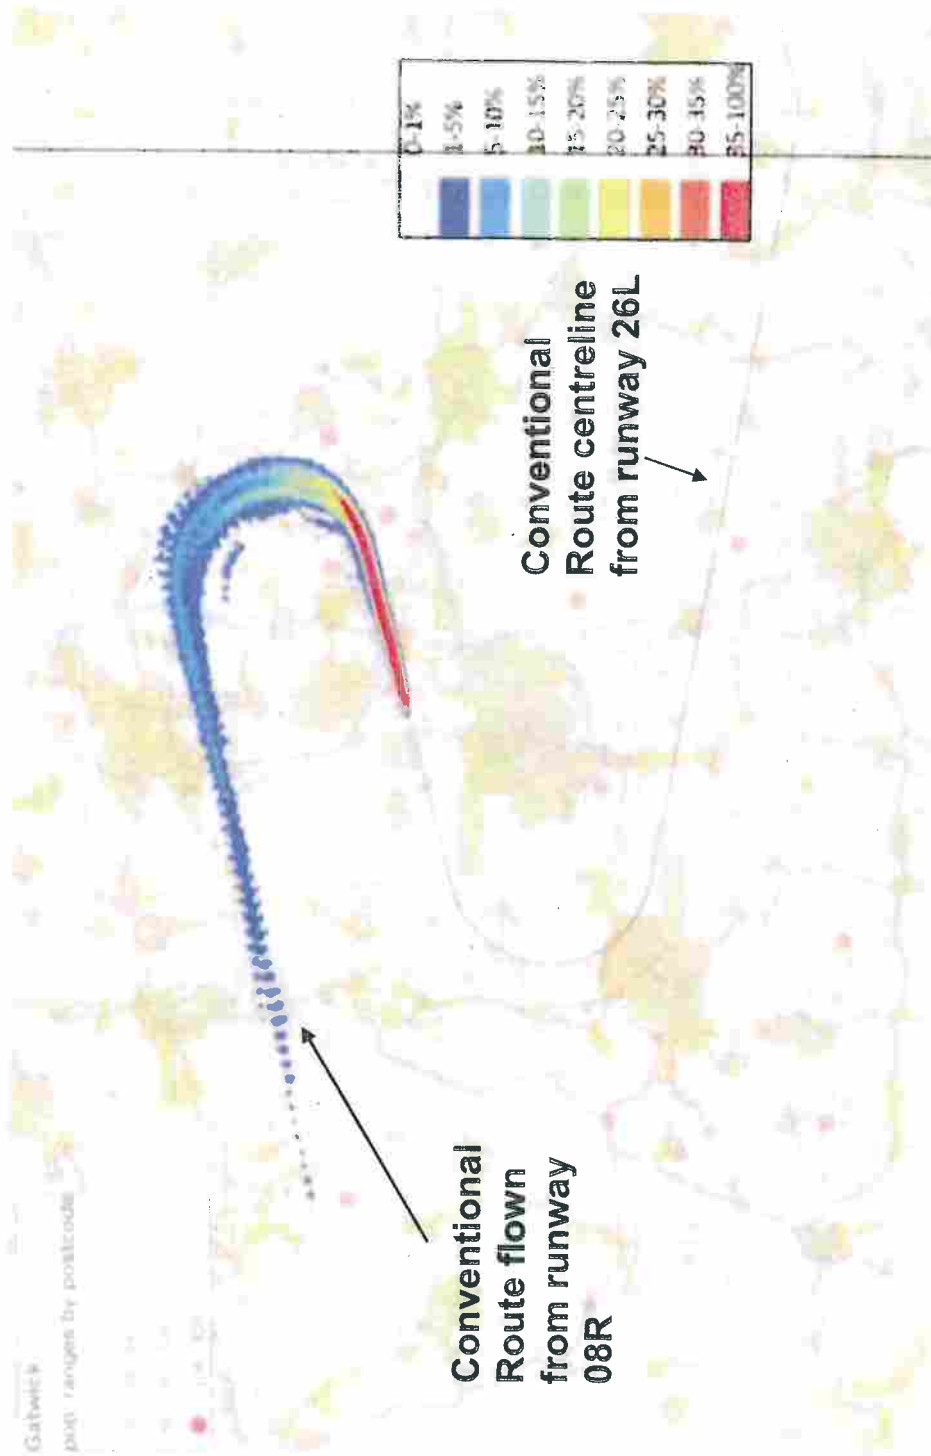 Gatwick
pop ranges by postcode
0-1%
1-5%
5-10%
10-15%
15-20%
20-25%
25-30%
30-35%
35-100%
Conventional
Route centreline
from runway 26L
Conventional
Route flown
from runway
08R